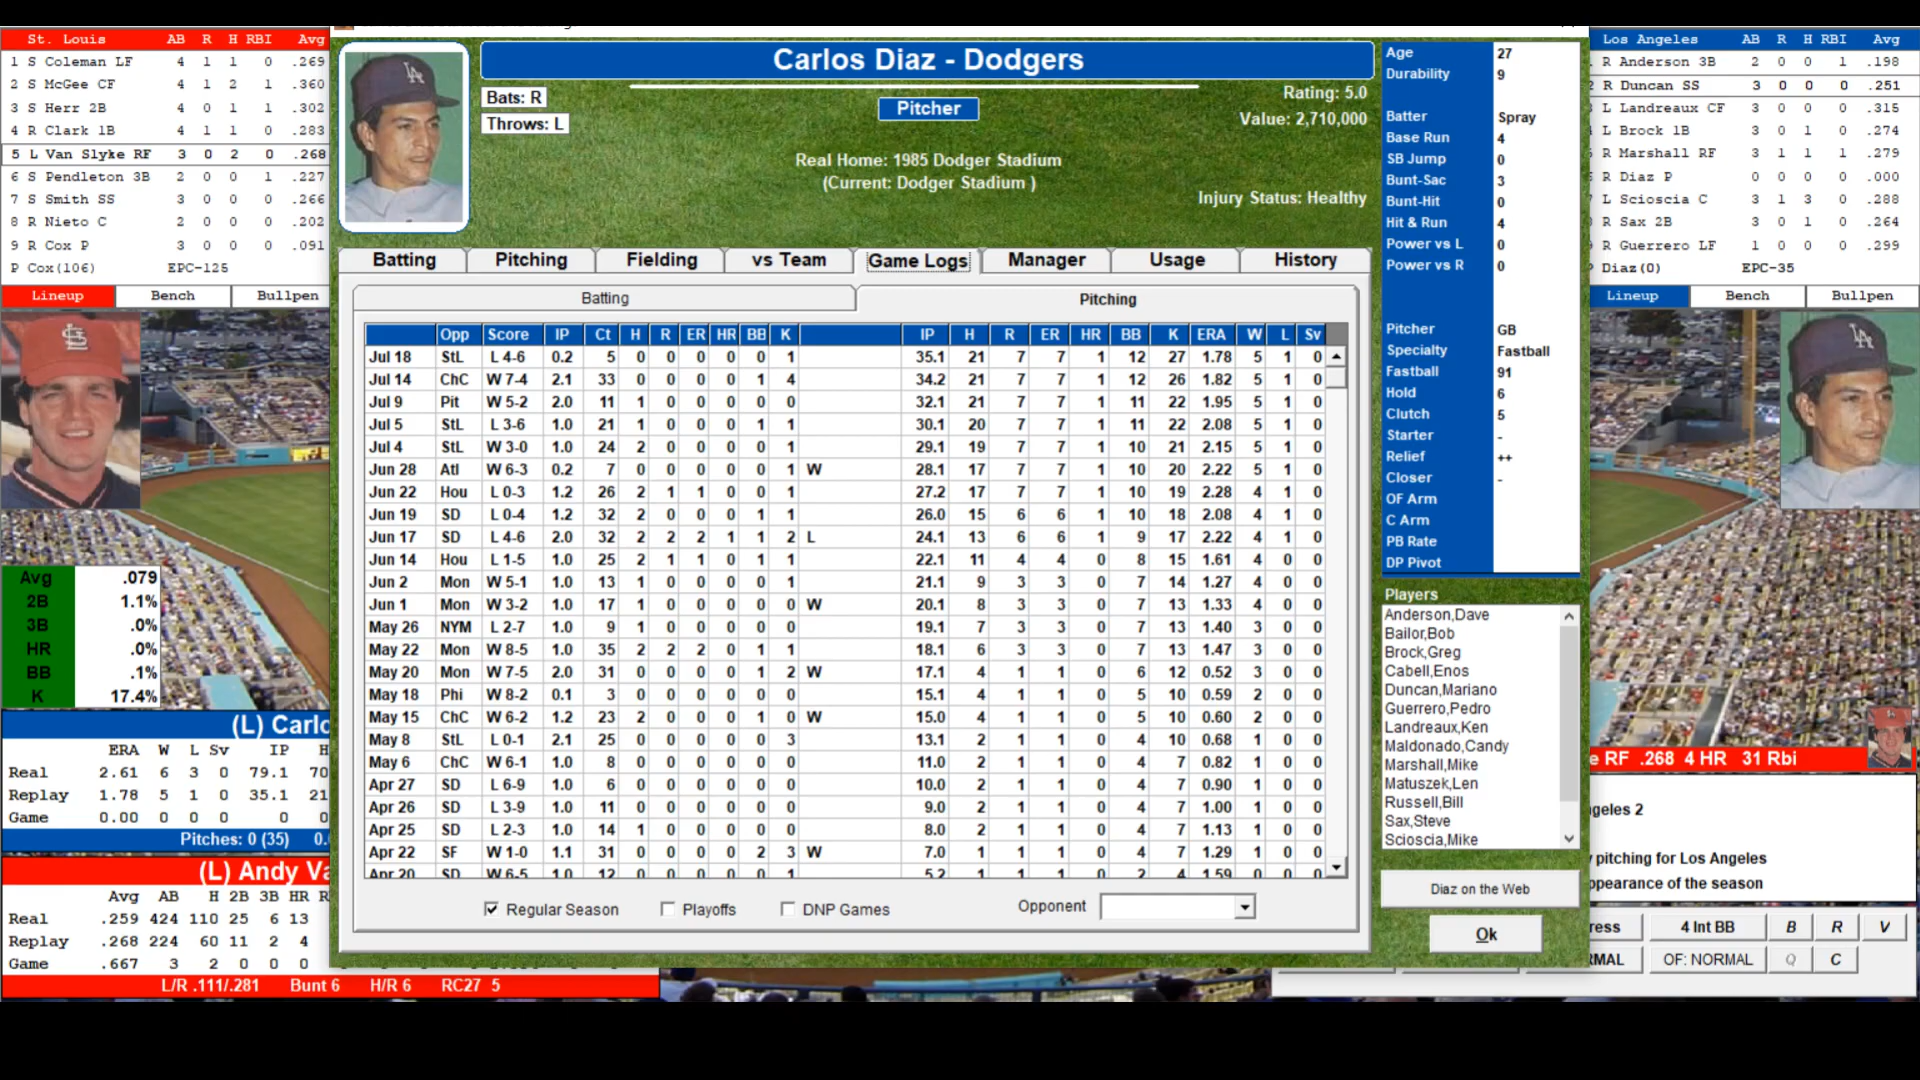 St. Louis AB R H RBI Avg
1 S Coleman LF 4 1 1 0 .269
2 S McGee CF 4 1 2 1 .360
3 S Herr 2B 4 0 1 1 .302
4 R Clark 1B 4 1 1 0 .283
5 L Van Slyke RF 3 0 2 0 .268
6 S Pendleton 3B 2 0 0 1 .227
7 S Smith SS 3 0 0 0 .266
8 R Nieto C 2 0 0 0 .202
9 R Cox P 3 0 0 0 .091
P Cox(106) EPC-125
Lineup Bench Bullpen
Carlos Diaz - Dodgers
Bats: R
Throws: L
Pitcher
Rating: 5.0
Value: 2,710,000
Real Home: 1985 Dodger Stadium
(Current: Dodger Stadium )
Injury Status: Healthy
Batting Pitching Fielding vs Team Game Logs Manager Usage History
Batting Pitching
Opp Score IP Ct H R ER HR BB K IP H R ER HR BB K ERA W L Sv
Jul 18 StL L 4-6 0.2 5 0 0 0 0 0 1 35.1 21 7 7 1 12 27 1.78 5 1 0
Jul 14 ChC W 7-4 2.1 33 0 0 0 0 1 4 34.2 21 7 7 1 12 26 1.82 5 1 0
Jul 9 Pit W 5-2 2.0 11 1 0 0 0 0 0 32.1 21 7 7 1 11 22 1.95 5 1 0
Jul 5 StL L 3-6 1.0 21 1 0 0 0 1 1 30.1 20 7 7 1 11 22 2.08 5 1 0
Jul 4 StL W 3-0 1.0 24 2 0 0 0 0 1 29.1 19 7 7 1 10 21 2.15 5 1 0
Jun 28 Atl W 6-3 0.2 7 0 0 0 0 0 1 W 28.1 17 7 7 1 10 20 2.22 5 1 0
Jun 22 Hou L 0-3 1.2 26 2 1 1 0 0 1 27.2 17 7 7 1 10 19 2.28 4 1 0
Jun 19 SD L 0-4 1.2 32 2 0 0 0 1 1 26.0 15 6 6 1 10 18 2.08 4 1 0
Jun 17 SD L 4-6 2.0 32 2 2 2 1 1 2 L 24.1 13 6 6 1 9 17 2.22 4 1 0
Jun 14 Hou L 1-5 1.0 25 2 1 1 0 1 1 22.1 11 4 4 0 8 15 1.61 4 0 0
Jun 2 Mon W 5-1 1.0 13 1 0 0 0 0 1 21.1 9 3 3 0 7 14 1.27 4 0 0
Jun 1 Mon W 3-2 1.0 17 1 0 0 0 0 0 W 20.1 8 3 3 0 7 13 1.33 4 0 0
May 26 NYM L 2-7 1.0 9 1 0 0 0 0 0 19.1 7 3 3 0 7 13 1.40 3 0 0
May 22 Mon W 8-5 1.0 35 2 2 2 0 1 1 18.1 6 3 3 0 7 13 1.47 3 0 0
May 20 Mon W 7-5 2.0 31 0 0 0 0 1 2 W 17.1 4 1 1 0 6 12 0.52 3 0 0
May 18 Phi W 8-2 0.1 3 0 0 0 0 0 0 15.1 4 1 1 0 5 10 0.59 2 0 0
May 15 ChC W 6-2 1.2 23 2 0 0 0 1 0 W 15.0 4 1 1 0 5 10 0.60 2 0 0
May 8 StL L 0-1 2.1 25 0 0 0 0 0 3 13.1 2 1 1 0 4 10 0.68 1 0 0
May 6 ChC W 6-1 1.0 8 0 0 0 0 0 0 11.0 2 1 1 0 4 7 0.82 1 0 0
Apr 27 SD L 6-9 1.0 6 0 0 0 0 0 0 10.0 2 1 1 0 4 7 0.90 1 0 0
Apr 26 SD L 3-9 1.0 11 0 0 0 0 0 0 9.0 2 1 1 0 4 7 1.00 1 0 0
Apr 25 SD L 2-3 1.0 14 1 0 0 0 0 0 8.0 2 1 1 0 4 7 1.13 1 0 0
Apr 22 SF W 1-0 1.1 31 0 0 0 0 2 3 W 7.0 1 1 1 0 4 7 1.29 1 0 0
Apr 20 SD W 6-5 1.0 12 0 0 0 0 0 1 5.2 1 1 1 0 2 4 1.59 0 0 0
Regular Season Playoffs DNP Games Opponent
Age 27
Durability 9
Batter Spray
Base Run 4
SB Jump 0
Bunt-Sac 3
Bunt-Hit 0
Hit & Run 4
Power vs L 0
Power vs R 0
Pitcher GB
Specialty Fastball
Fastball 91
Hold 6
Clutch 5
Starter -
Relief ++
Closer -
OF Arm
C Arm
PB Rate
DP Pivot
Players
Anderson,Dave
Bailor,Bob
Brock,Greg
Cabell,Enos
Duncan,Mariano
Guerrero,Pedro
Landreaux,Ken
Maldonado,Candy
Marshall,Mike
Matuszek,Len
Russell,Bill
Sax,Steve
Scioscia,Mike
Diaz on the Web
Ok
Los Angeles AB R H RBI Avg
R Anderson 3B 2 0 0 1 .198
R Duncan SS 3 0 0 0 .251
L Landreaux CF 3 0 0 0 .315
L Brock 1B 3 0 1 0 .274
R Marshall RF 3 1 1 1 .279
R Diaz P 0 0 0 0 .000
L Scioscia C 3 1 3 0 .288
R Sax 2B 3 0 1 0 .264
R Guerrero LF 1 0 0 0 .299
Diaz(0) EPC-35
Lineup Bench Bullpen
Avg .079
2B 1.1%
3B .0%
HR .0%
BB .1%
K 17.4%
(L) Carlo
ERA W L Sv IP H
Real 2.61 6 3 0 79.1 70
Replay 1.78 5 1 0 35.1 21
Game 0.00 0 0 0 0 0
Pitches: 0 (35) 0.
(L) Andy Va
Avg AB H 2B 3B HR R
Real .259 424 110 25 6 13
Replay .268 224 60 11 2 4
Game .667 3 2 0 0 0
L/R .111/.281 Bunt 6 H/R 6 RC27 5
e RF .268 4 HR 31 Rbi
geles 2
pitching for Los Angeles
ppearance of the season
ress 4 Int BB B R V
RMAL OF: NORMAL Q C